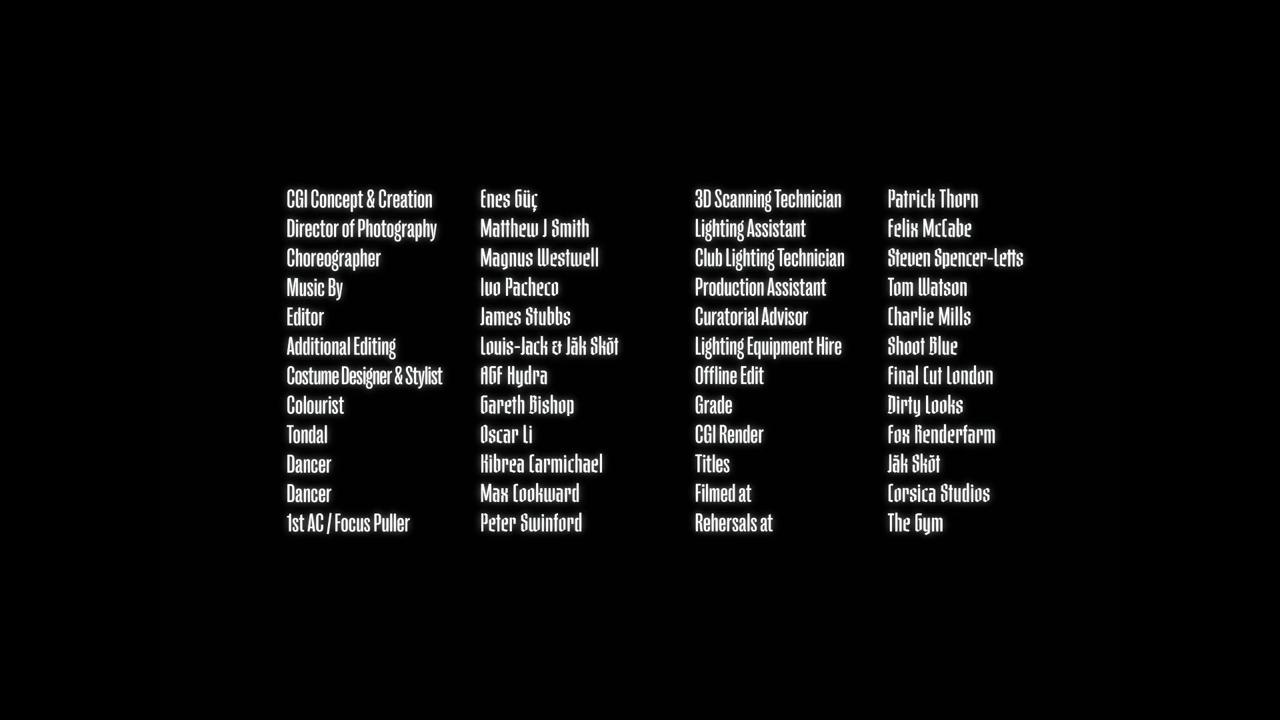 CGI Concept & Creation Enes Güç
Director of Photography Matthew J Smith
Choreographer Magnus Westwell
Music By Ivo Pacheco
Editor James Stubbs
Additional Editing Louis-Jack & Jäk Sköt
Costume Designer & Stylist AGF Hydra
Colourist Gareth Bishop
Tondal Oscar Li
Dancer Kibrea Carmichael
Dancer Max Cookward
1st AC / Focus Puller Peter Swinford
3D Scanning Technician Patrick Thorn
Lighting Assistant Felix McCabe
Club Lighting Technician Steven Spencer-Letts
Production Assistant Tom Watson
Curatorial Advisor Charlie Mills
Lighting Equipment Hire Shoot Blue
Offline Edit Final Cut London
Grade Dirty Looks
CGI Render Fox Renderfarm
Titles Jäk Sköt
Filmed at Corsica Studios
Rehersals at The Gym